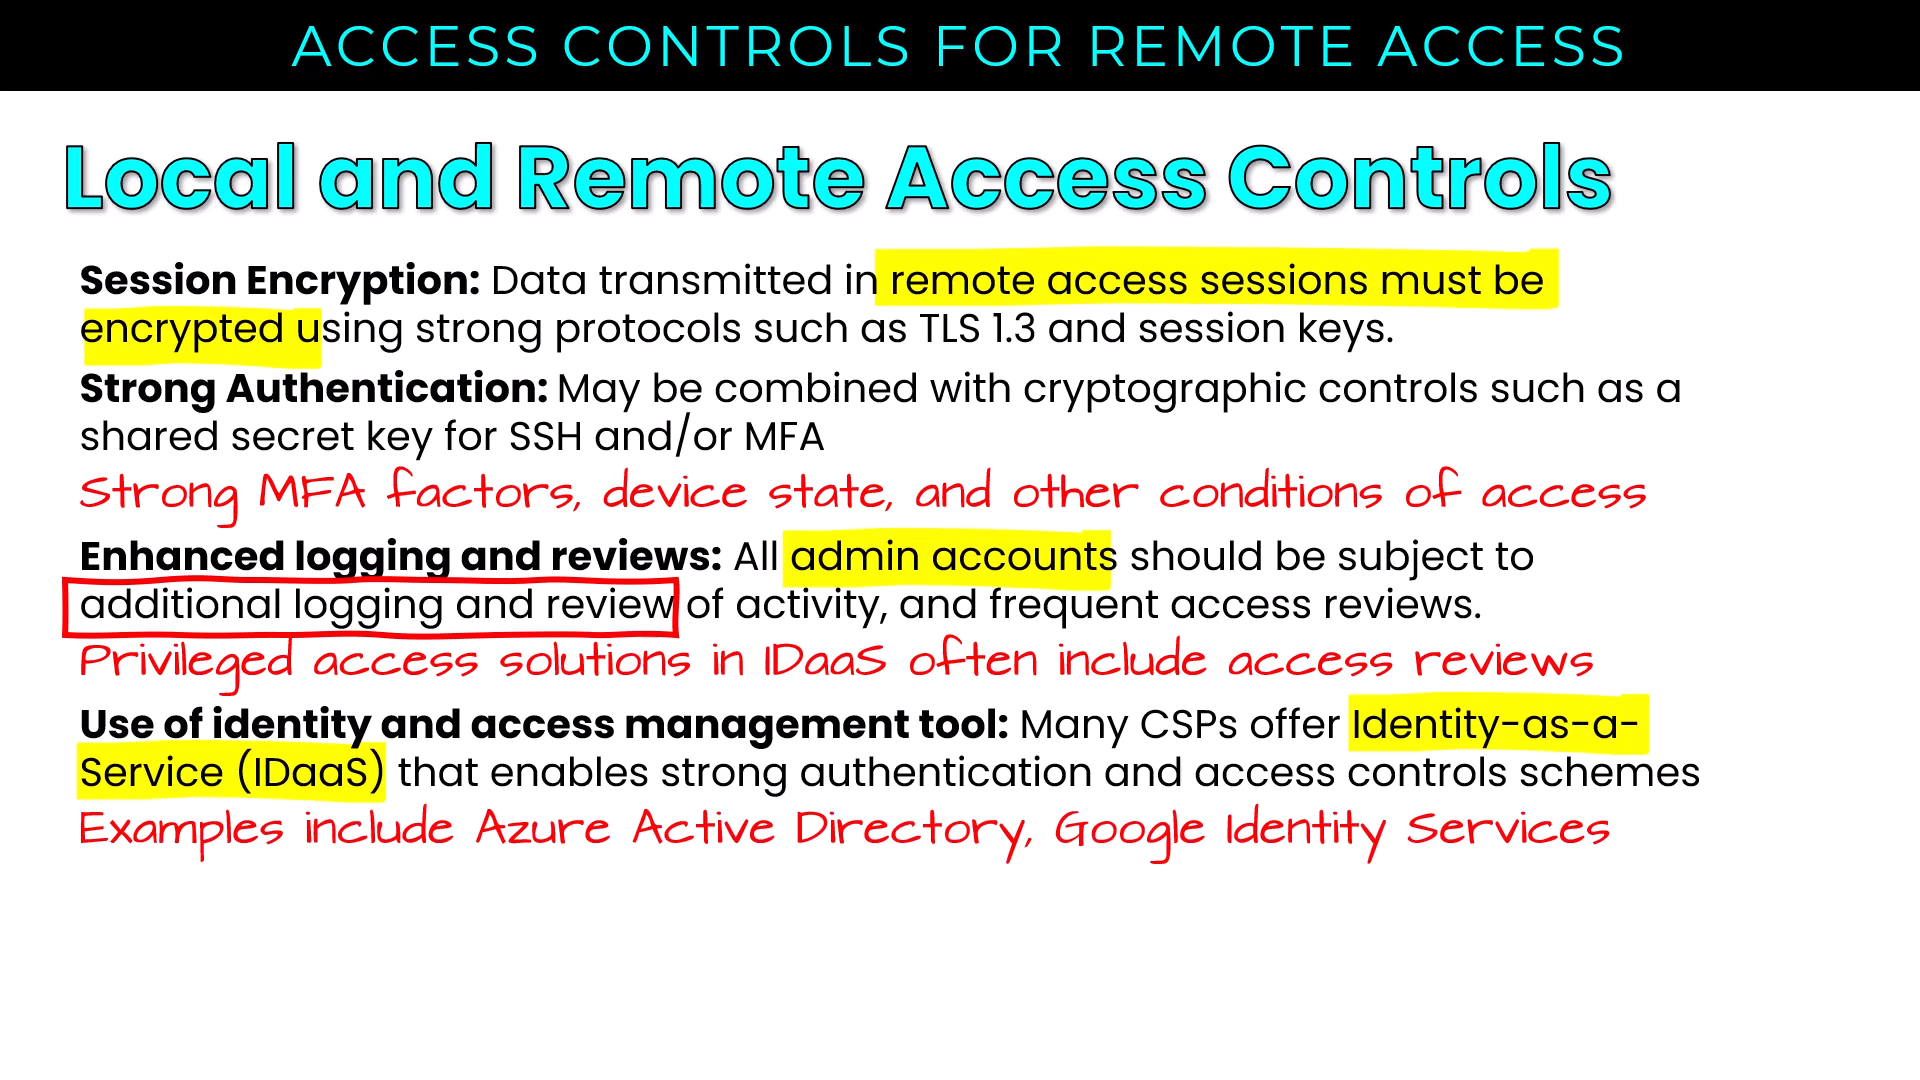 ACCESS CONTROLS FOR REMOTE ACCESS
Local and Remote Access Controls
Session Encryption: Data transmitted in remote access sessions must be
encrypted using strong protocols such as TLS 1.3 and session keys.
Strong Authentication: May be combined with cryptographic controls such as a
shared secret key for SSH and/or MFA
Strong MFA factors, device state, and other conditions of access
Enhanced logging and reviews: All admin accounts should be subject to
additional logging and review of activity, and frequent access reviews.
Privileged access solutions in IDaaS often include access reviews
Use of identity and access management tool: Many CSPs offer Identity-as-a-
Service (IDaaS) that enables strong authentication and access controls schemes
Examples include Azure Active Directory, Google Identity Services